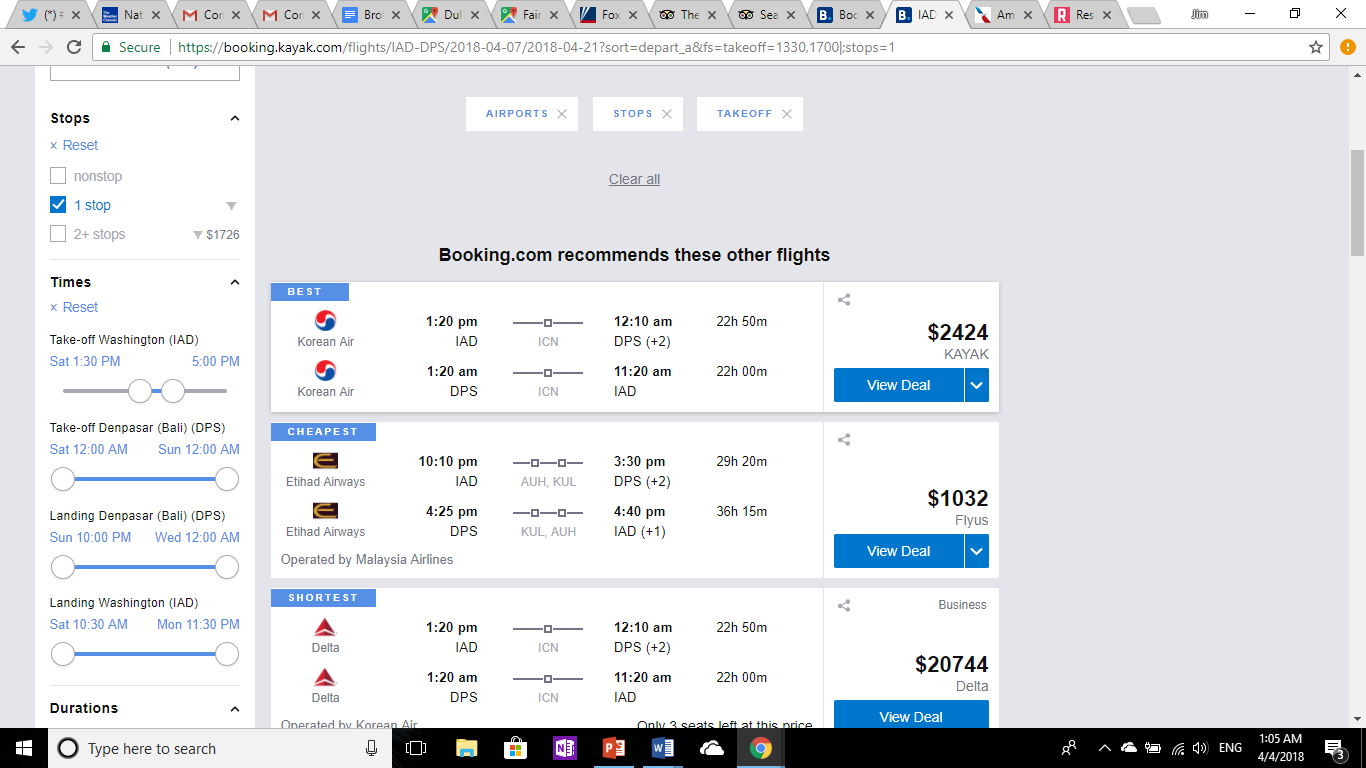 (*) Nat Cor Cor Bro Dul Fair Fox The Sea Boc IAD Am Res Jim
Secure https://booking.kayak.com/flights/IAD-DPS/2018-04-07/2018-04-21?sort=depart_a&fs=takeoff=1330,1700|;stops=1
AIRPORTS STOPS TAKEOFF
Clear all
Stops
× Reset
nonstop
1 stop
2+ stops $1726
Times
× Reset
Take-off Washington (IAD)
Sat 1:30 PM 5:00 PM
Take-off Denpasar (Bali) (DPS)
Sat 12:00 AM Sun 12:00 AM
Landing Denpasar (Bali) (DPS)
Sun 10:00 PM Wed 12:00 AM
Landing Washington (IAD)
Sat 10:30 AM Mon 11:30 PM
Durations
Booking.com recommends these other flights
BEST
1:20 pm 12:10 am 22h 50m
Korean Air IAD ICN DPS (+2)
1:20 am 11:20 am 22h 00m
Korean Air DPS ICN IAD
$2424
KAYAK
View Deal
CHEAPEST
10:10 pm 3:30 pm 29h 20m
Etihad Airways IAD AUH, KUL DPS (+2)
4:25 pm 4:40 pm 36h 15m
Etihad Airways DPS KUL, AUH IAD (+1)
Operated by Malaysia Airlines
$1032
Flyus
View Deal
SHORTEST
Business
1:20 pm 12:10 am 22h 50m
Delta IAD ICN DPS (+2)
1:20 am 11:20 am 22h 00m
Delta DPS ICN IAD
Operated by Korean Air Only 3 seats left at this price
$20744
Delta
View Deal
Type here to search
ENG
1:05 AM
4/4/2018
3